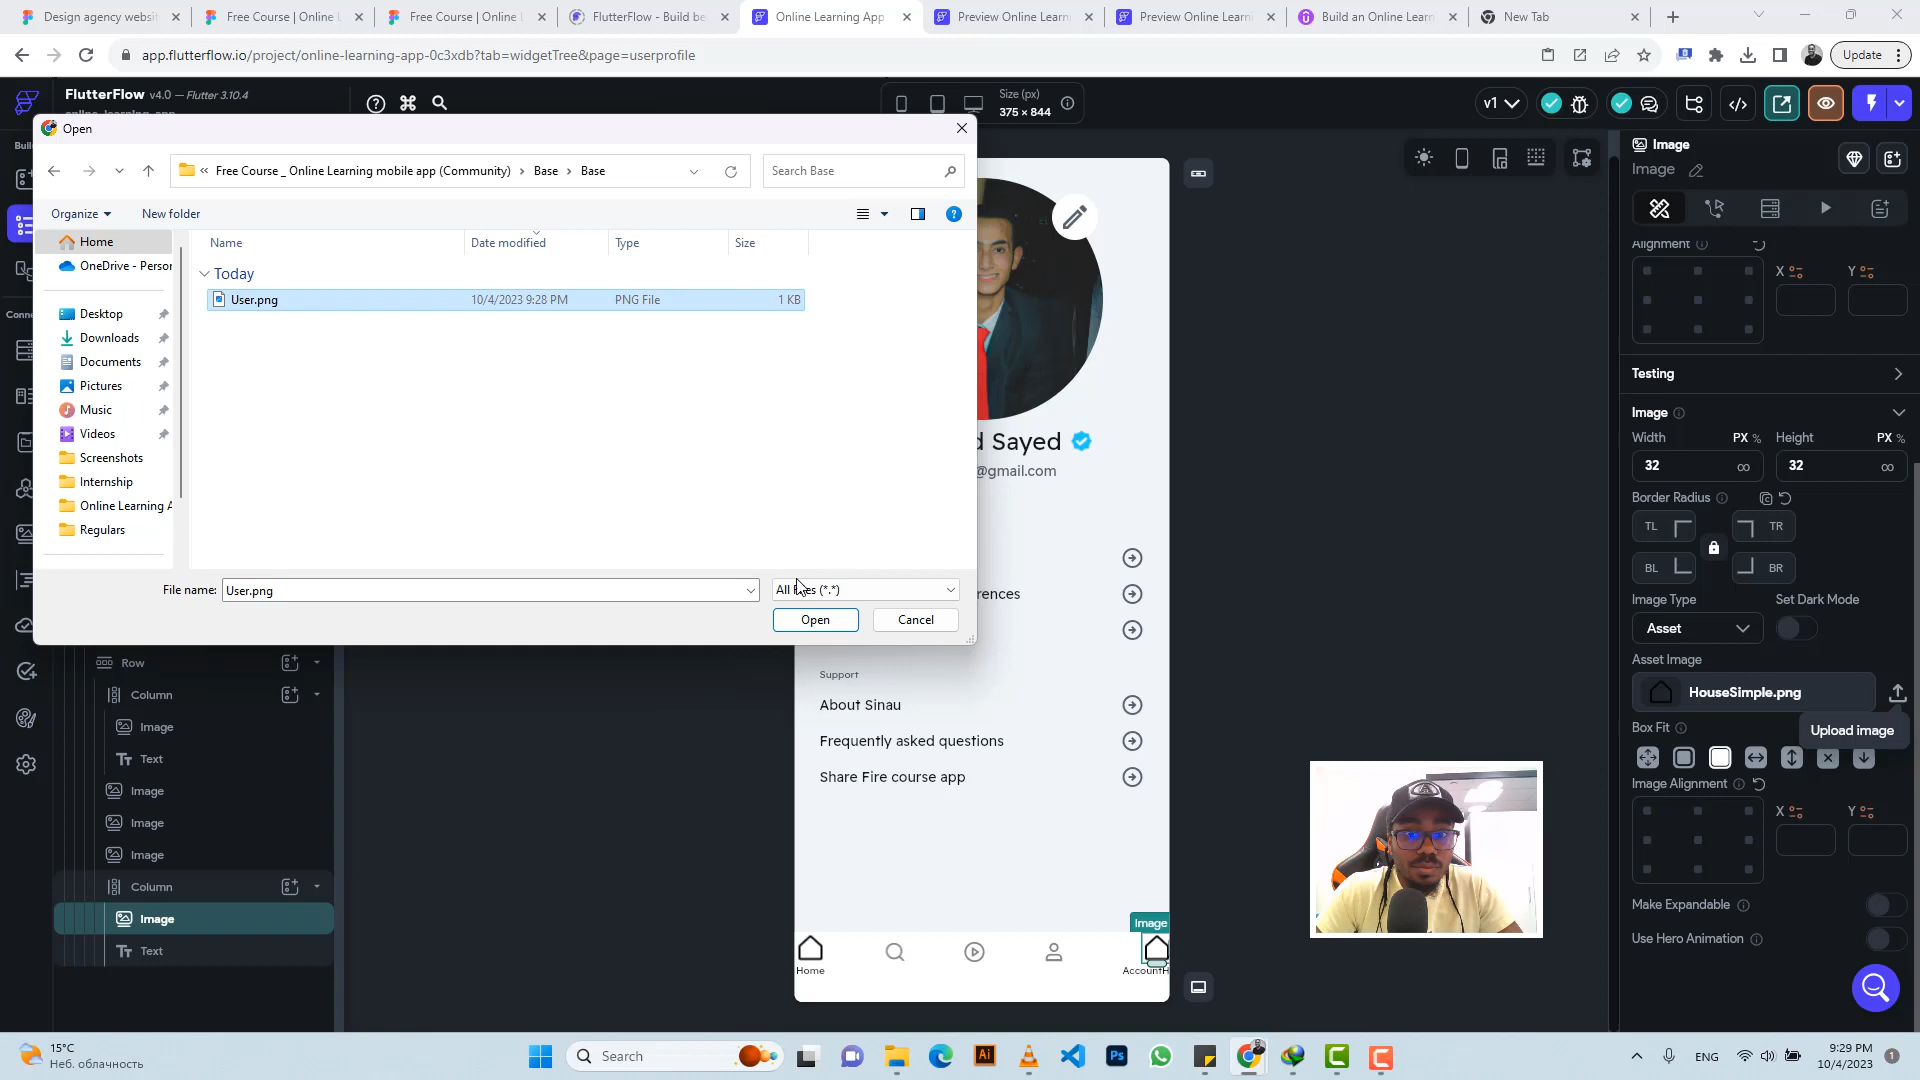 Design agency websi
Free Course | Online L
Free Course | Online L
FlutterFlow - Build be
Online Learning App
Preview Online Learn
Preview Online Learni
Build an Online Learn
New Tab
app.flutterflow.io/project/online-learning-app-0c3xdb?tab=widgetTree&page=userprofile
Update
FlutterFlow v4.0 — Flutter 3.10.4
Size (px)
375 × 844
v1
Open
« Free Course _ Online Learning mobile app (Community) > Base > Base
Search Base
Organize
New folder
Name
Date modified
Type
Size
Home
OneDrive - Person
Today
User.png
10/4/2023 9:28 PM
PNG File
1 KB
Desktop
Downloads
Documents
Pictures
Music
Videos
Screenshots
Internship
Online Learning A
Regulars
File name:
User.png
All Files (*.*)
Open
Cancel
Buil
Conne
Row
Column
Image
Text
Image
Image
Image
Column
Image
Text
d Sayed
@gmail.com
rences
Support
About Sinau
Frequently asked questions
Share Fire course app
Image
Home
AccountH
Image
Image
Alignment
X
Y
Testing
Image
Width
PX %
Height
PX %
32
32
Border Radius
TL
TR
BL
BR
Image Type
Set Dark Mode
Asset
Asset Image
HouseSimple.png
Upload image
Box Fit
Image Alignment
X
Y
Make Expandable
Use Hero Animation
15°C
Неб. облачность
Search
ENG
9:29 PM
10/4/2023
1